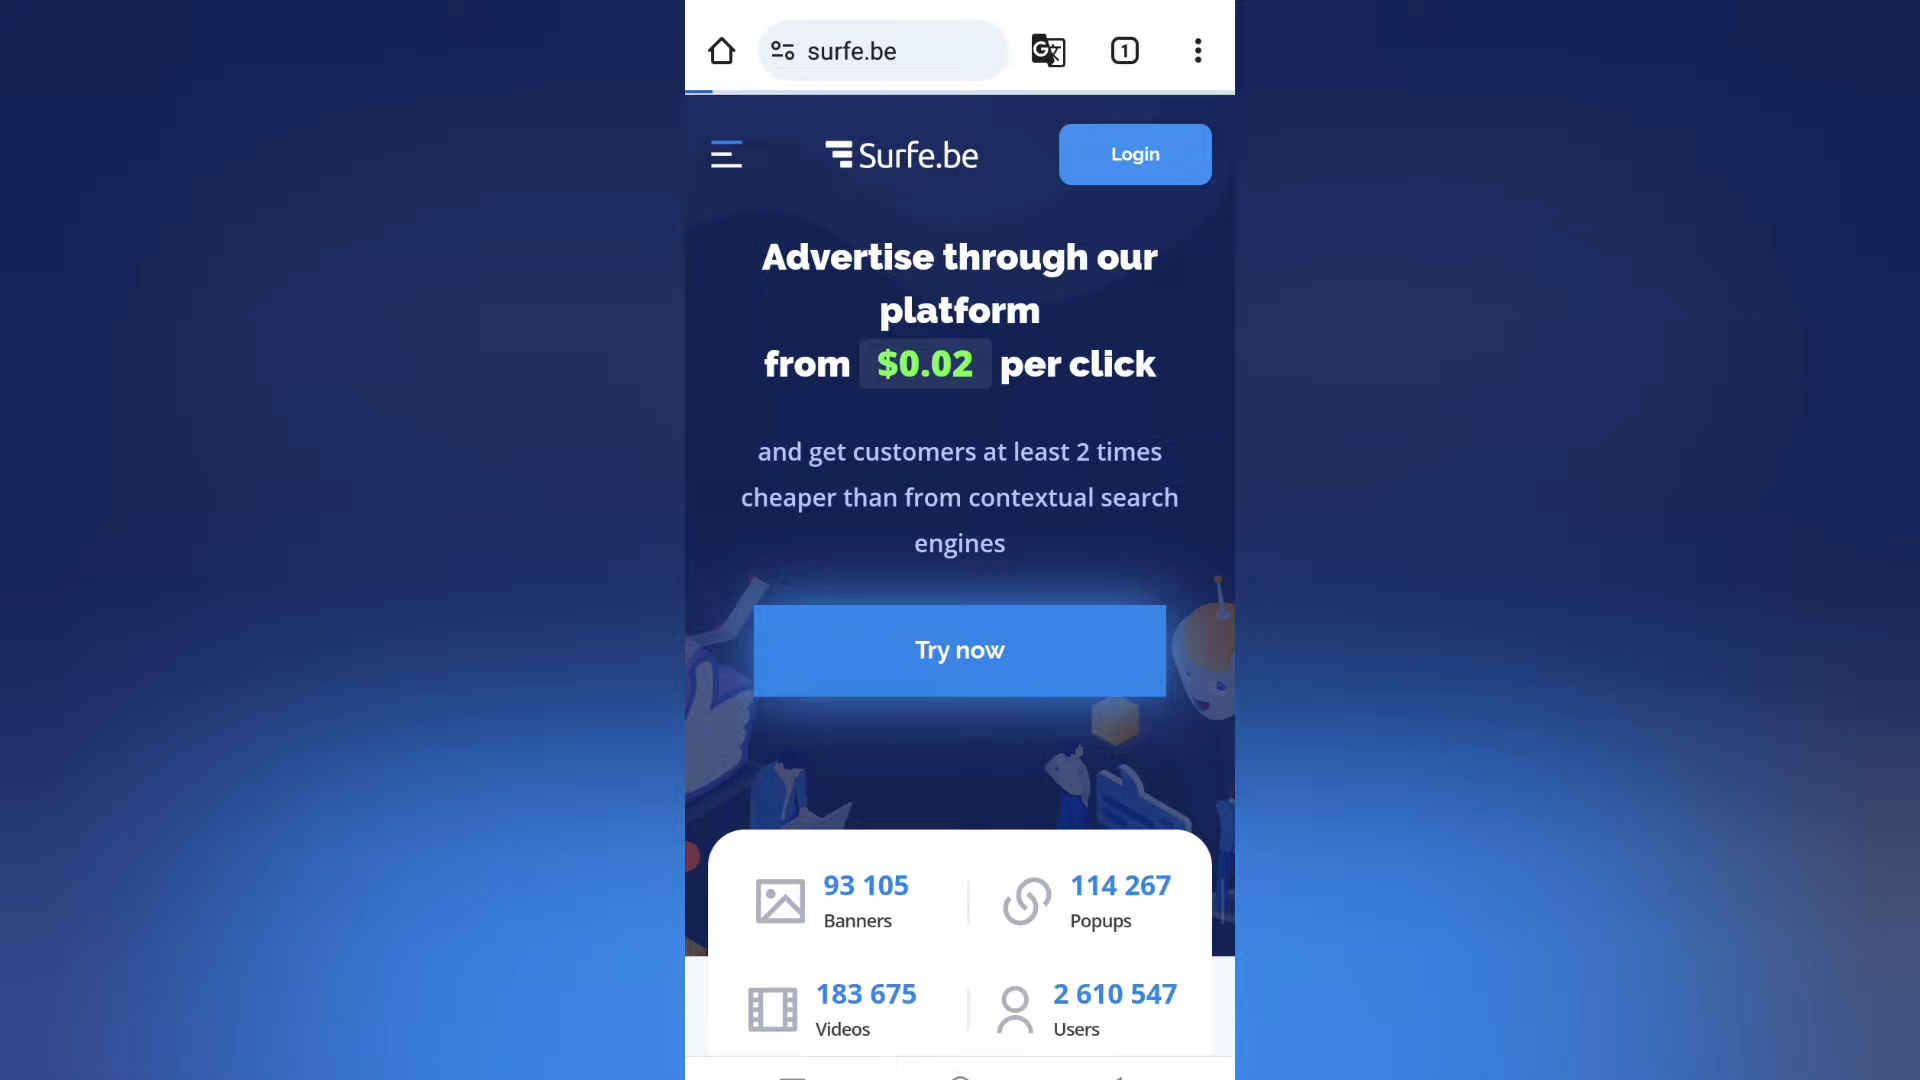 surfe.be
1
Surfe.be
Login
Advertise through our
platform
from $0.02 per click
and get customers at least 2 times
cheaper than from contextual search
engines
Try now
93 105
Banners
114 267
Popups
183 675
Videos
2 610 547
Users